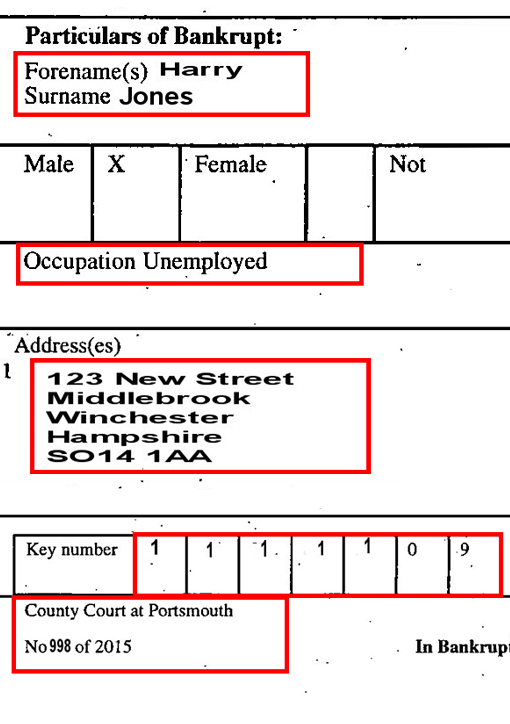 Particulars of Bankrupt:
Forename(s) Harry
Surname Jones
Male X Female Not
Occupation Unemployed
Address(es)
1 123 New Street
Middlebrook
Winchester
Hampshire
SO14 1AA
Key number 1 1 1 1 1 0 9
County Court at Portsmouth
No 998 of 2015 In Bankrupt